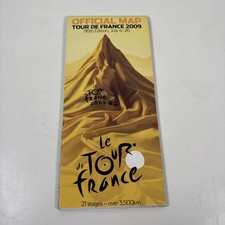 OFFICIAL MAP
TOUR DE FRANCE 2009
96th Edition, July 4-26
Le
TOUR
de
france
21 stages - over 3,500km